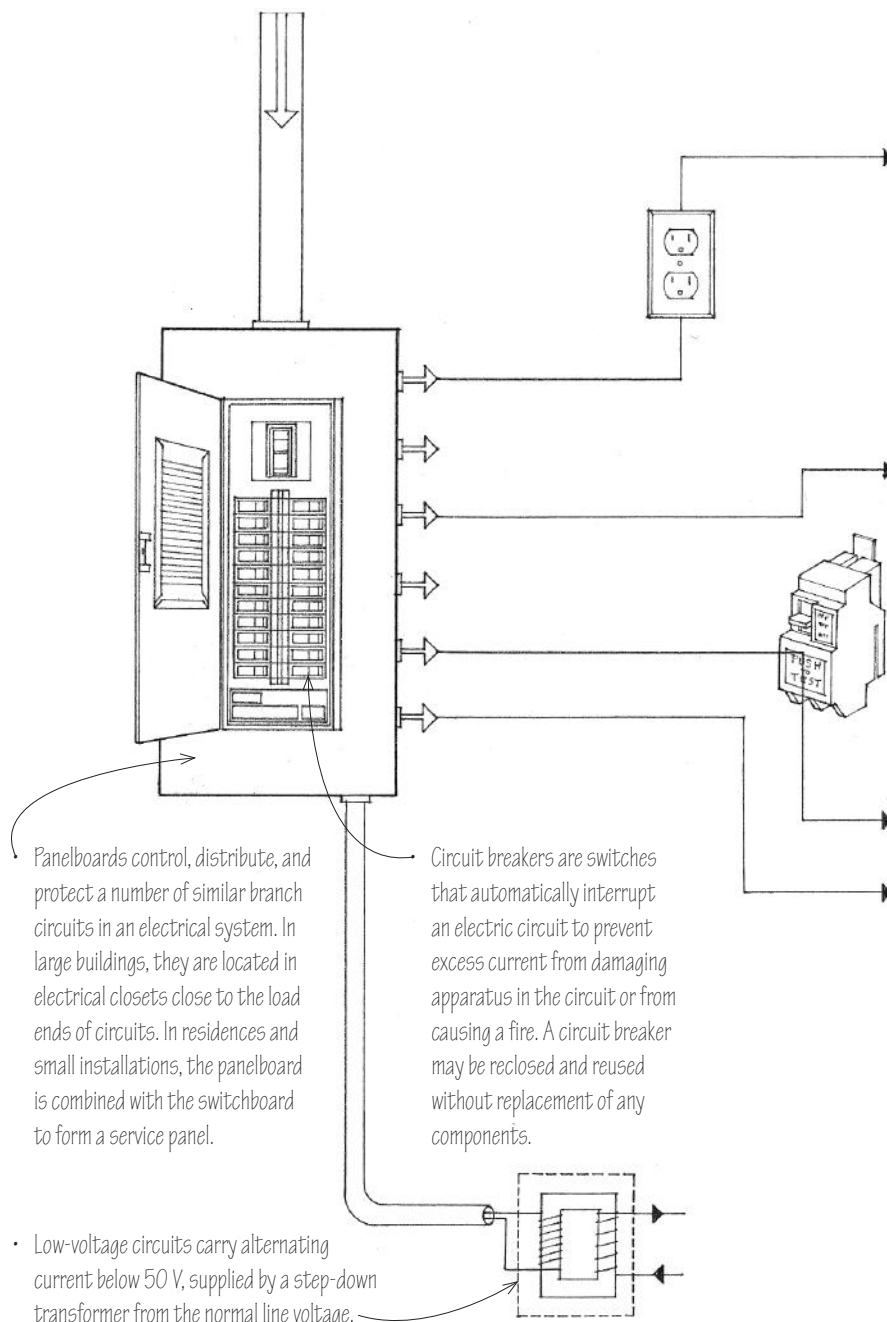 PUSH
TO
TEST
Panelboards control, distribute, and
protect a number of similar branch
circuits in an electrical system. In
large buildings, they are located in
electrical closets close to the load
ends of circuits. In residences and
small installations, the panelboard
is combined with the switchboard
to form a service panel.
Circuit breakers are switches
that automatically interrupt
an electric circuit to prevent
excess current from damaging
apparatus in the circuit or from
causing a fire. A circuit breaker
may be reclosed and reused
without replacement of any
components.
• Low-voltage circuits carry alternating
current below 50 V, supplied by a step-down
transformer from the normal line voltage.